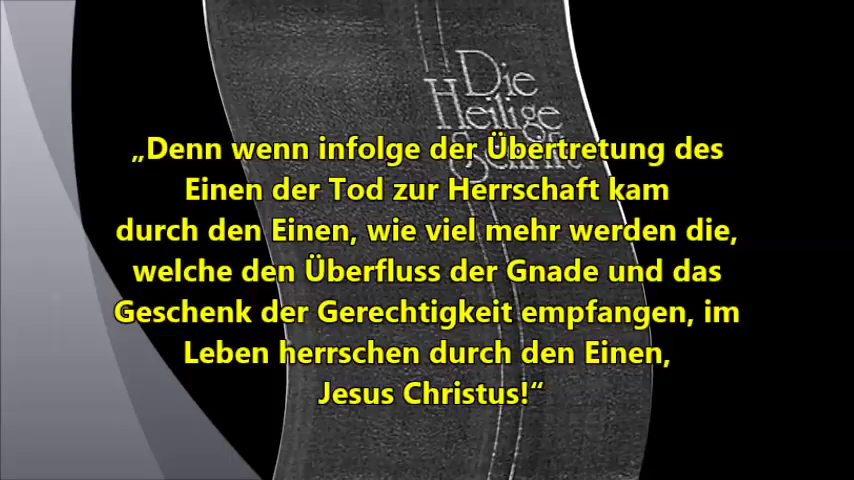 Die
Heilige
„Denn wenn infolge der Übertretung des
Einen der Tod zur Herrschaft kam
durch den Einen, wie viel mehr werden die,
welche den Überfluss der Gnade und das
Geschenk der Gerechtigkeit empfangen, im
Leben herrschen durch den Einen,
Jesus Christus!“